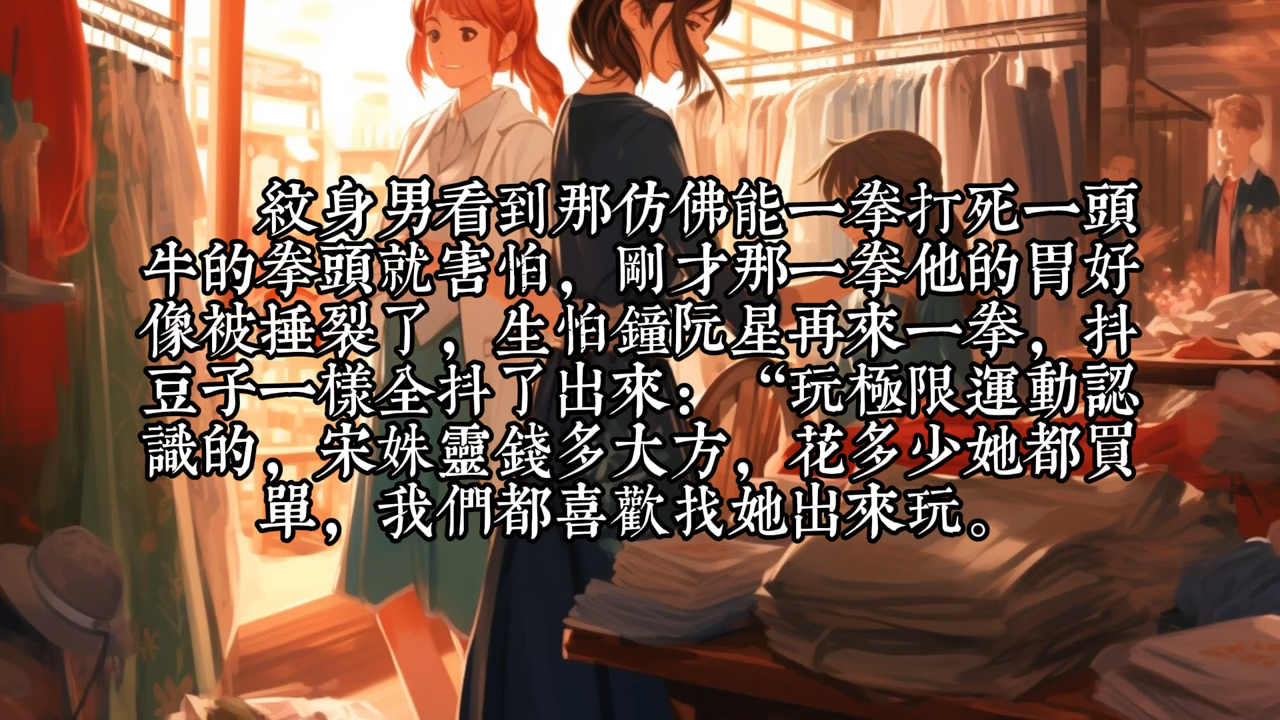 紋身男看到那仿佛能一拳打死一頭
牛的拳頭就害怕，剛才那一拳他的胃好
像被捶裂了，生怕鐘阮星再來一拳，抖
豆子一樣全抖了出來：“玩極限運動認
識的，宋姝靈錢多大方，花多少她都買
單，我們都喜歡找她出來玩。